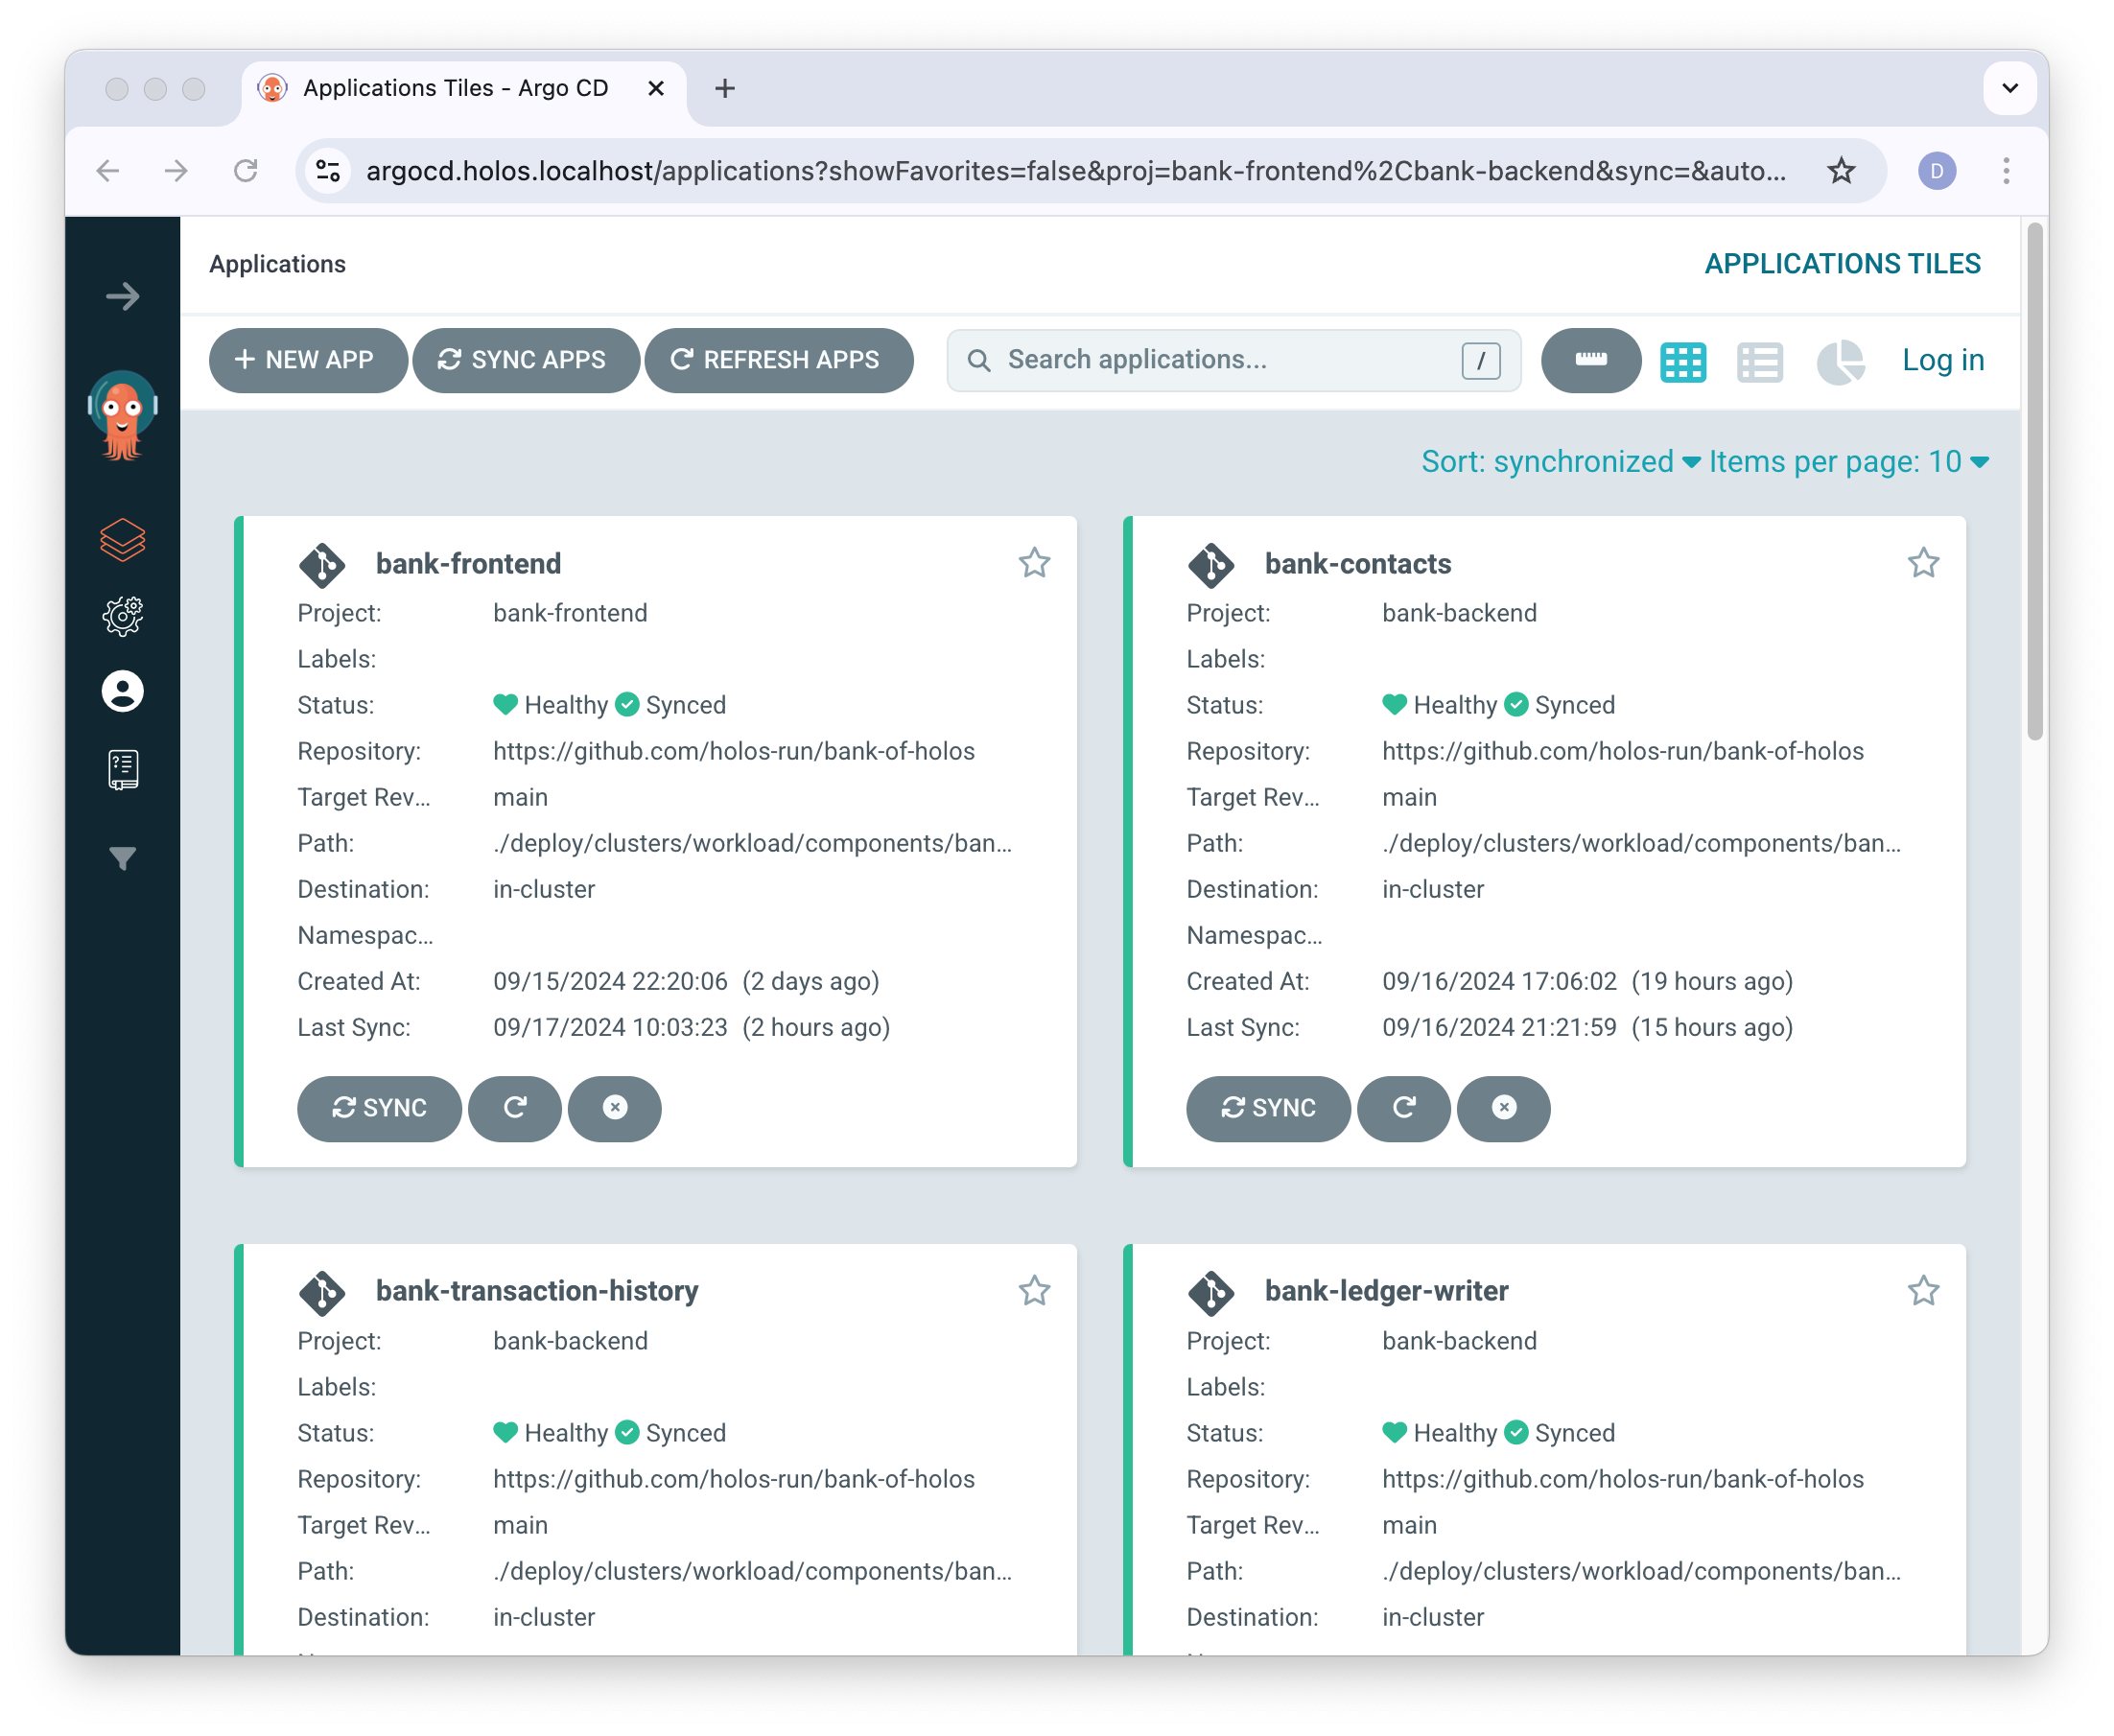 Applications Tiles - Argo CD
argocd.holos.localhost/applications?showFavorites=false&proj=bank-frontend%2Cbank-backend&sync=&auto...
D
Applications
APPLICATIONS TILES
NEW APP
SYNC APPS
REFRESH APPS
Search applications...
/
Log in
Sort: synchronized
Items per page: 10
bank-frontend
Project: bank-frontend
Labels:
Status: Healthy Synced
Repository: https://github.com/holos-run/bank-of-holos
Target Rev... main
Path: ./deploy/clusters/workload/components/ban...
Destination: in-cluster
Namespac...
Created At: 09/15/2024 22:20:06 (2 days ago)
Last Sync: 09/17/2024 10:03:23 (2 hours ago)
SYNC
bank-contacts
Project: bank-backend
Labels:
Status: Healthy Synced
Repository: https://github.com/holos-run/bank-of-holos
Target Rev... main
Path: ./deploy/clusters/workload/components/ban...
Destination: in-cluster
Namespac...
Created At: 09/16/2024 17:06:02 (19 hours ago)
Last Sync: 09/16/2024 21:21:59 (15 hours ago)
SYNC
bank-transaction-history
Project: bank-backend
Labels:
Status: Healthy Synced
Repository: https://github.com/holos-run/bank-of-holos
Target Rev... main
Path: ./deploy/clusters/workload/components/ban...
Destination: in-cluster
bank-ledger-writer
Project: bank-backend
Labels:
Status: Healthy Synced
Repository: https://github.com/holos-run/bank-of-holos
Target Rev... main
Path: ./deploy/clusters/workload/components/ban...
Destination: in-cluster